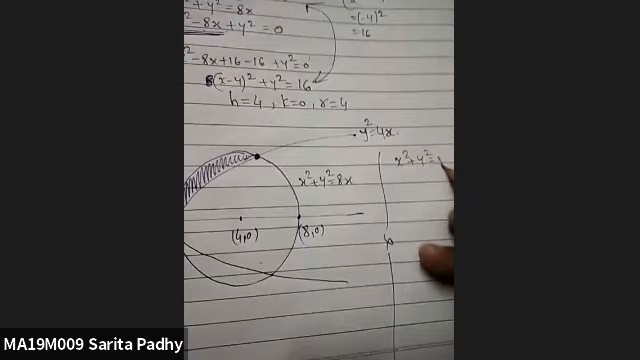 + y² = 8x
- 8x + y² = 0
= (-4)²
= 16
² - 8x + 16 - 16 + y² = 0
(x-4)² + y² = 16
h = 4, k = 0, r = 4
y² = 4x.
x² + y² =
x² + y² = 8x
(4,0)
(8,0)
MA19M009 Sarita Padhy